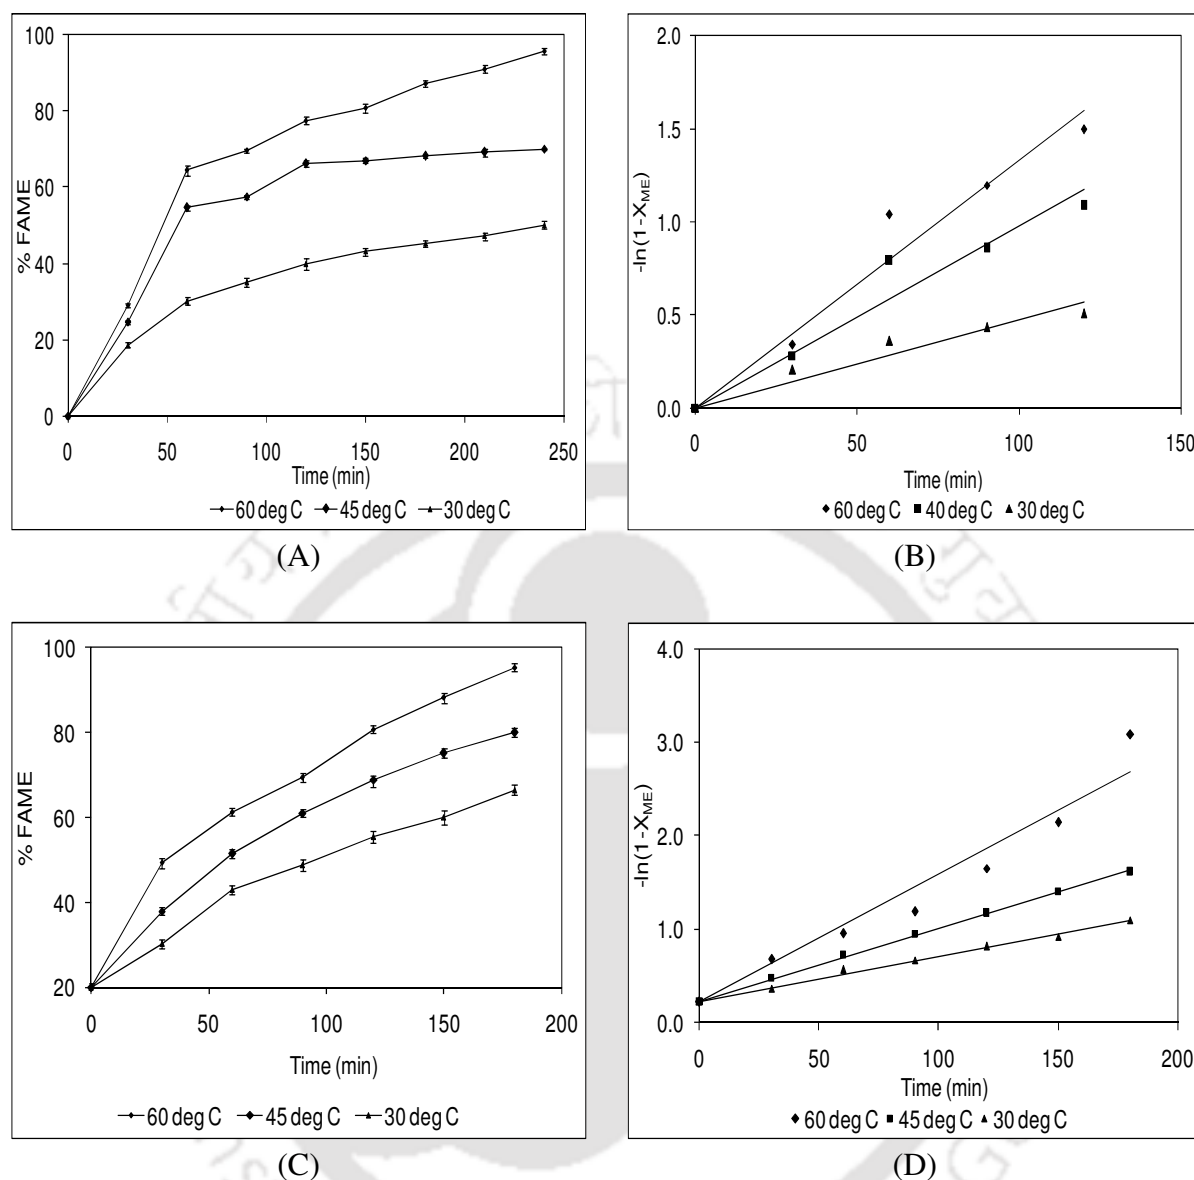 100
80
60
40
20
0
% FAME
0 50 100 150 200 250
Time (min)
60 deg C 45 deg C 30 deg C
(A)
2.0
1.5
1.0
0.5
0.0
-ln(1-X_ME)
0 50 100 150
Time (min)
60 deg C 40 deg C 30 deg C
(B)
100
80
60
40
20
% FAME
0 50 100 150 200
Time (min)
60 deg C 45 deg C 30 deg C
(C)
4.0
3.0
2.0
1.0
0.0
-ln(1-X_ME)
0 50 100 150 200
Time (min)
60 deg C 45 deg C 30 deg C
(D)